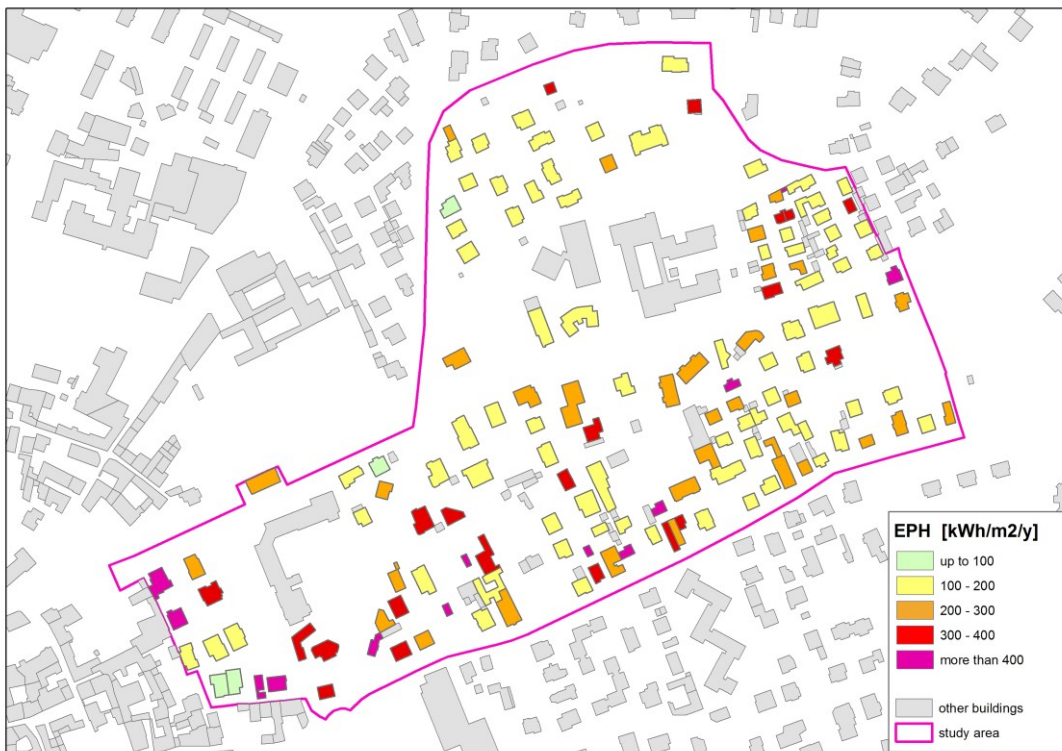 EPH [kWh/m2/y]
up to 100
100 - 200
200 - 300
300 - 400
more than 400
other buildings
study area